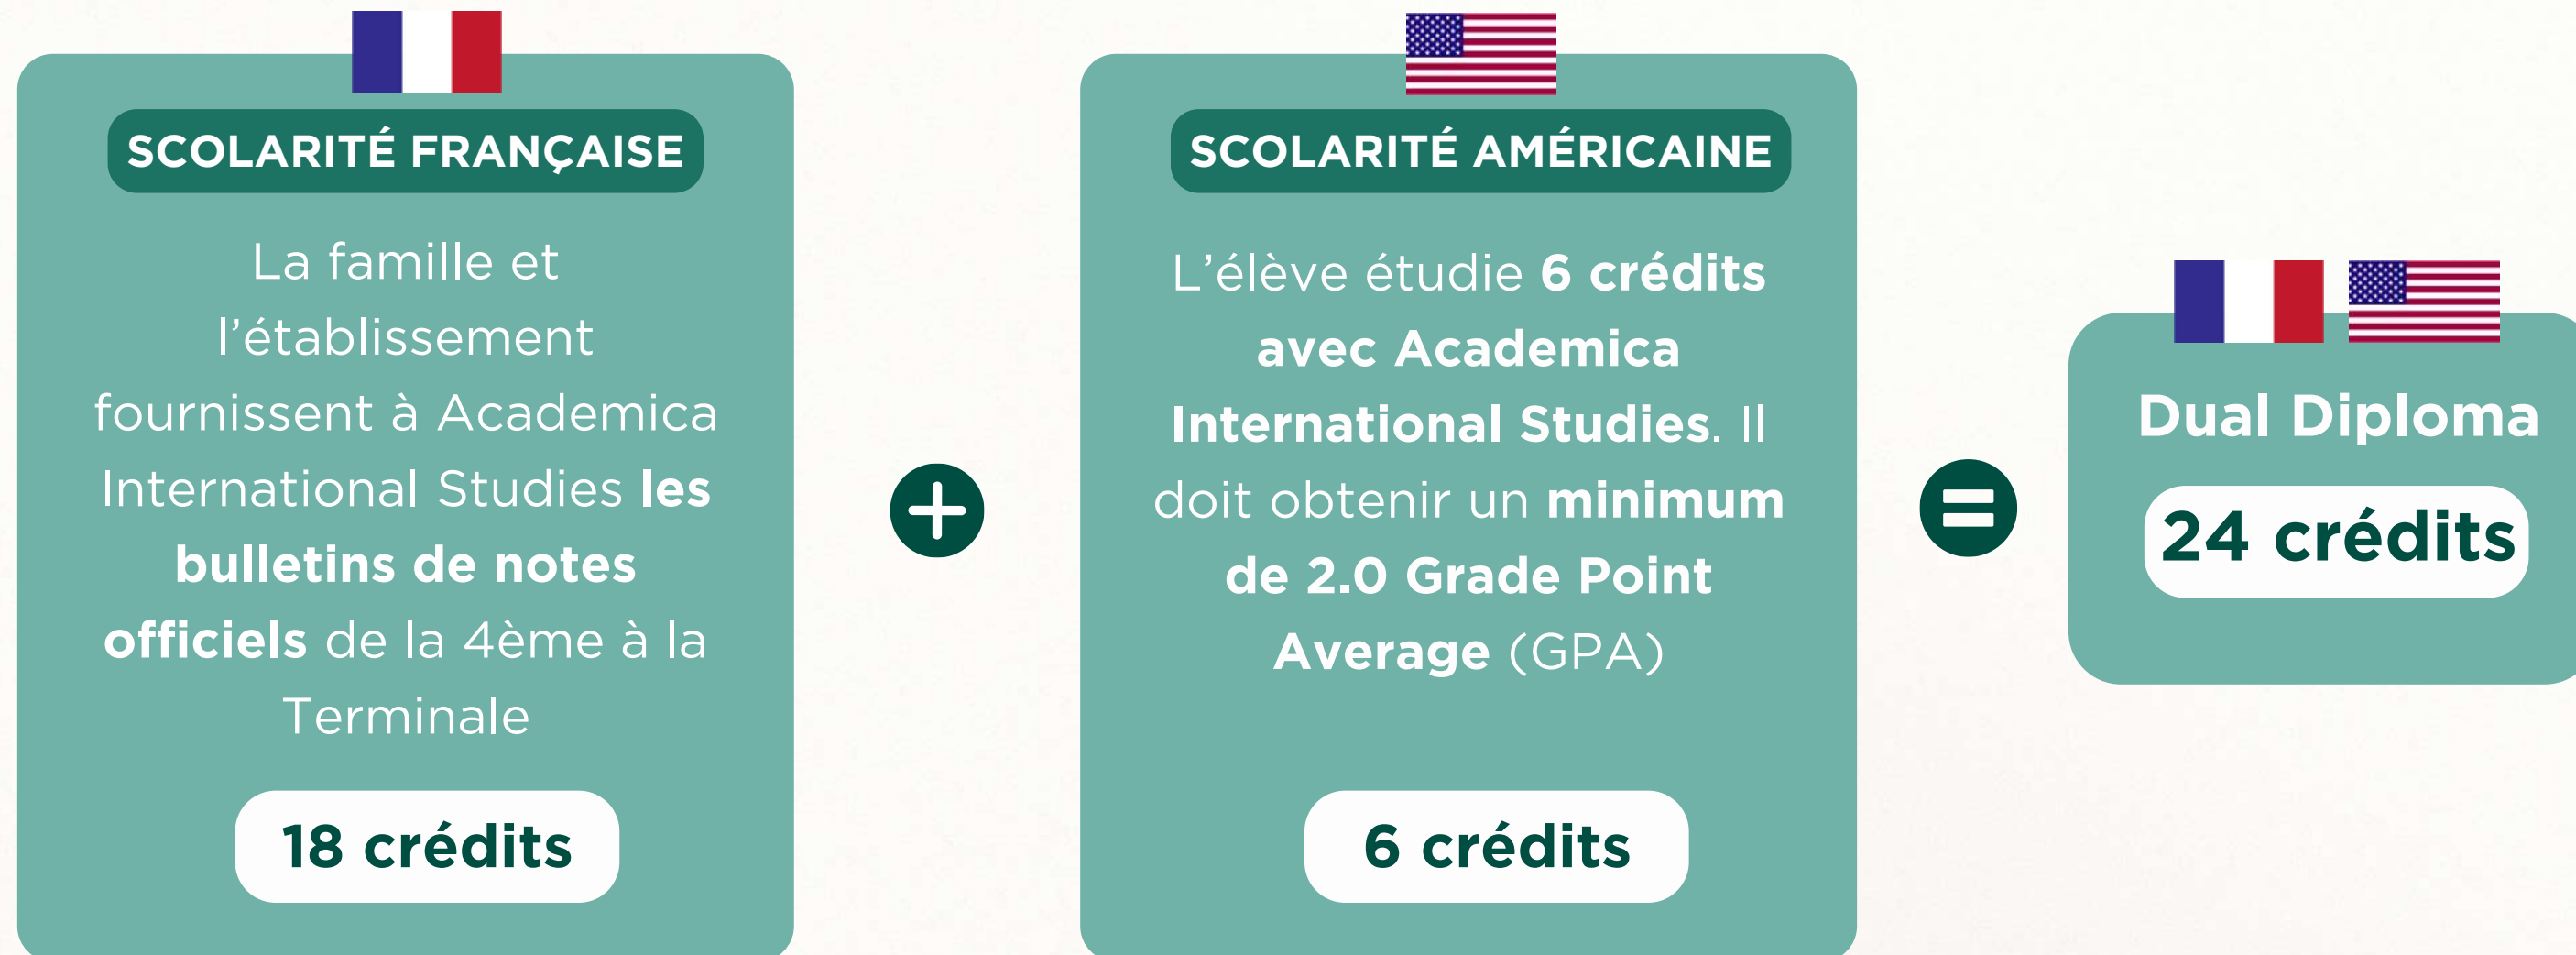 SCOLARITÉ FRANÇAISE
La famille et
l’établissement
fournissent à Academica
International Studies les
bulletins de notes
officiels de la 4ème à la
Terminale
18 crédits
SCOLARITÉ AMÉRICAINE
L’élève étudie 6 crédits
avec Academica
International Studies. Il
doit obtenir un minimum
de 2.0 Grade Point
Average (GPA)
6 crédits
Dual Diploma
24 crédits